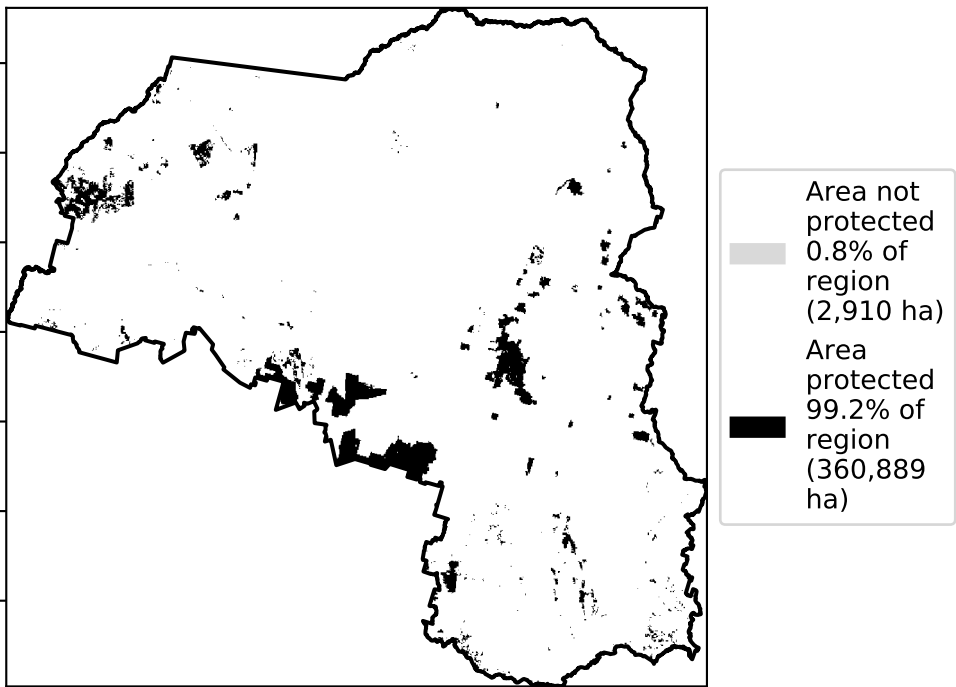 Area not
protected
0.8% of
region
(2,910 ha)
Area
protected
99.2% of
region
(360,889
ha)